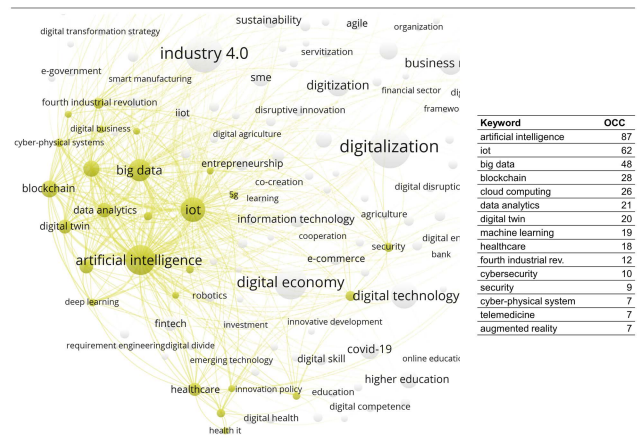 sustainability
agile
organization
digital transformation strategy
industry 4.0
servitization
business
e-government
smart manufacturing
sme
digitization
financial sector
fourth industrial revolution
iiot
disruptive innovation
digital business
digital agriculture
cyber-physical systems
digitalization
big data
entrepreneurship
blockchain
co-creation
digital
5g
learning
data analytics
iot
information technology
agriculture
digital twin
cooperation
security
digital
bank
artificial intelligence
e-commerce
digital economy
digital technology
deep learning
robotics
fintech
investment
innovative development
requirement engineering
digital divide
covid-19
emerging technology
digital skill
online
higher education
healthcare
innovation policy
education
digital competence
digital health
health it
Keyword OCC
artificial intelligence 87
iot 62
big data 48
blockchain 28
cloud computing 26
data analytics 21
digital twin 20
machine learning 19
healthcare 18
fourth industrial rev. 12
cybersecurity 10
security 9
cyber-physical system 7
telemedicine 7
augmented reality 7